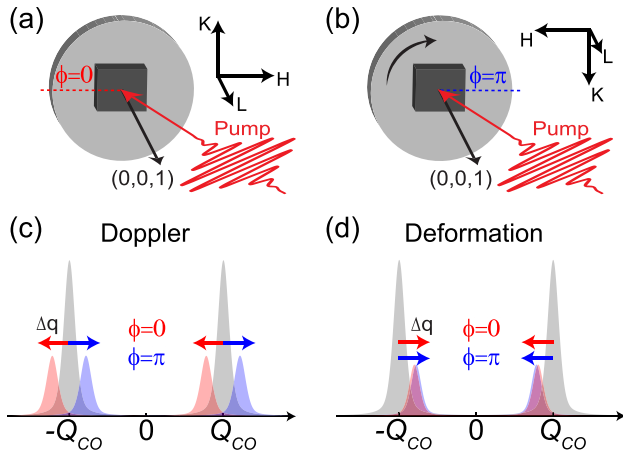 (a)
K
ϕ=0
H
L
Pump
(0,0,1)
(b)
H
L
ϕ=π
K
Pump
(0,0,1)
(c) Doppler
Δq
ϕ=0
ϕ=π
-Q_CO 0 Q_CO
(d) Deformation
Δq
ϕ=0
ϕ=π
-Q_CO 0 Q_CO